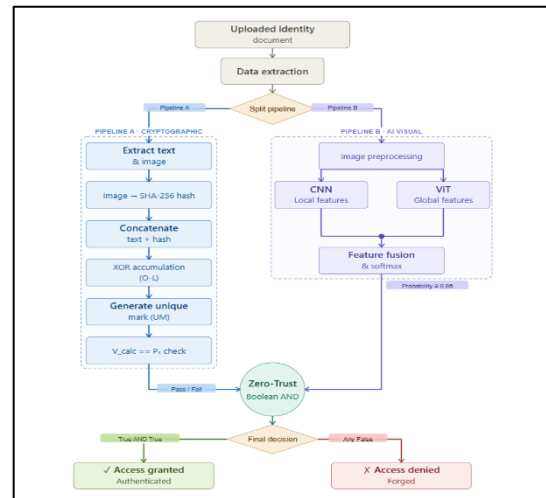 Uploaded identity
document
Data extraction
Split pipeline
Pipeline A
Pipeline B
PIPELINE A · CRYPTOGRAPHIC
Extract text
& image
Image → SHA-256 hash
Concatenate
text + hash
XOR accumulation
(O-L)
Generate unique
mark (UM)
V_calc == Pₓ check
Pass / Fail
PIPELINE B · AI VISUAL
Image preprocessing
CNN
Local features
ViT
Global features
Feature fusion
& softmax
Probability ≥ 0.88
Zero-Trust
Boolean AND
Final decision
True AND True
Any False
✓ Access granted
Authenticated
✗ Access denied
Forged